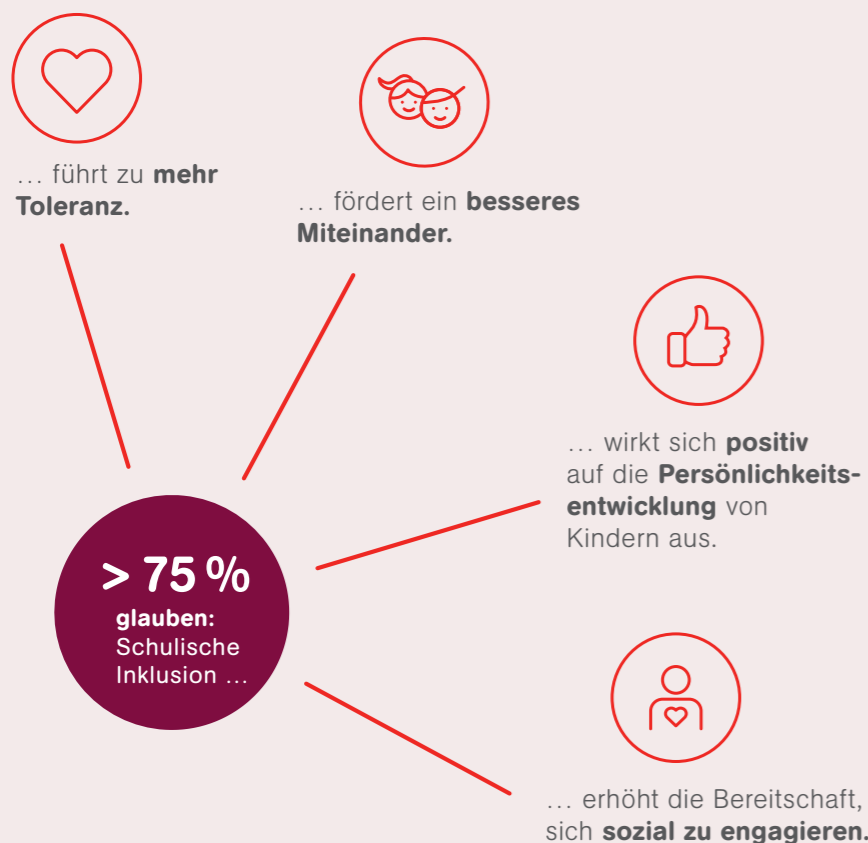 … führt zu mehr
Toleranz.
… fördert ein besseres
Miteinander.
… wirkt sich positiv
auf die Persönlichkeits-
entwicklung von
Kindern aus.
> 75 %
glauben:
Schulische
Inklusion …
… erhöht die Bereitschaft,
sich sozial zu engagieren.